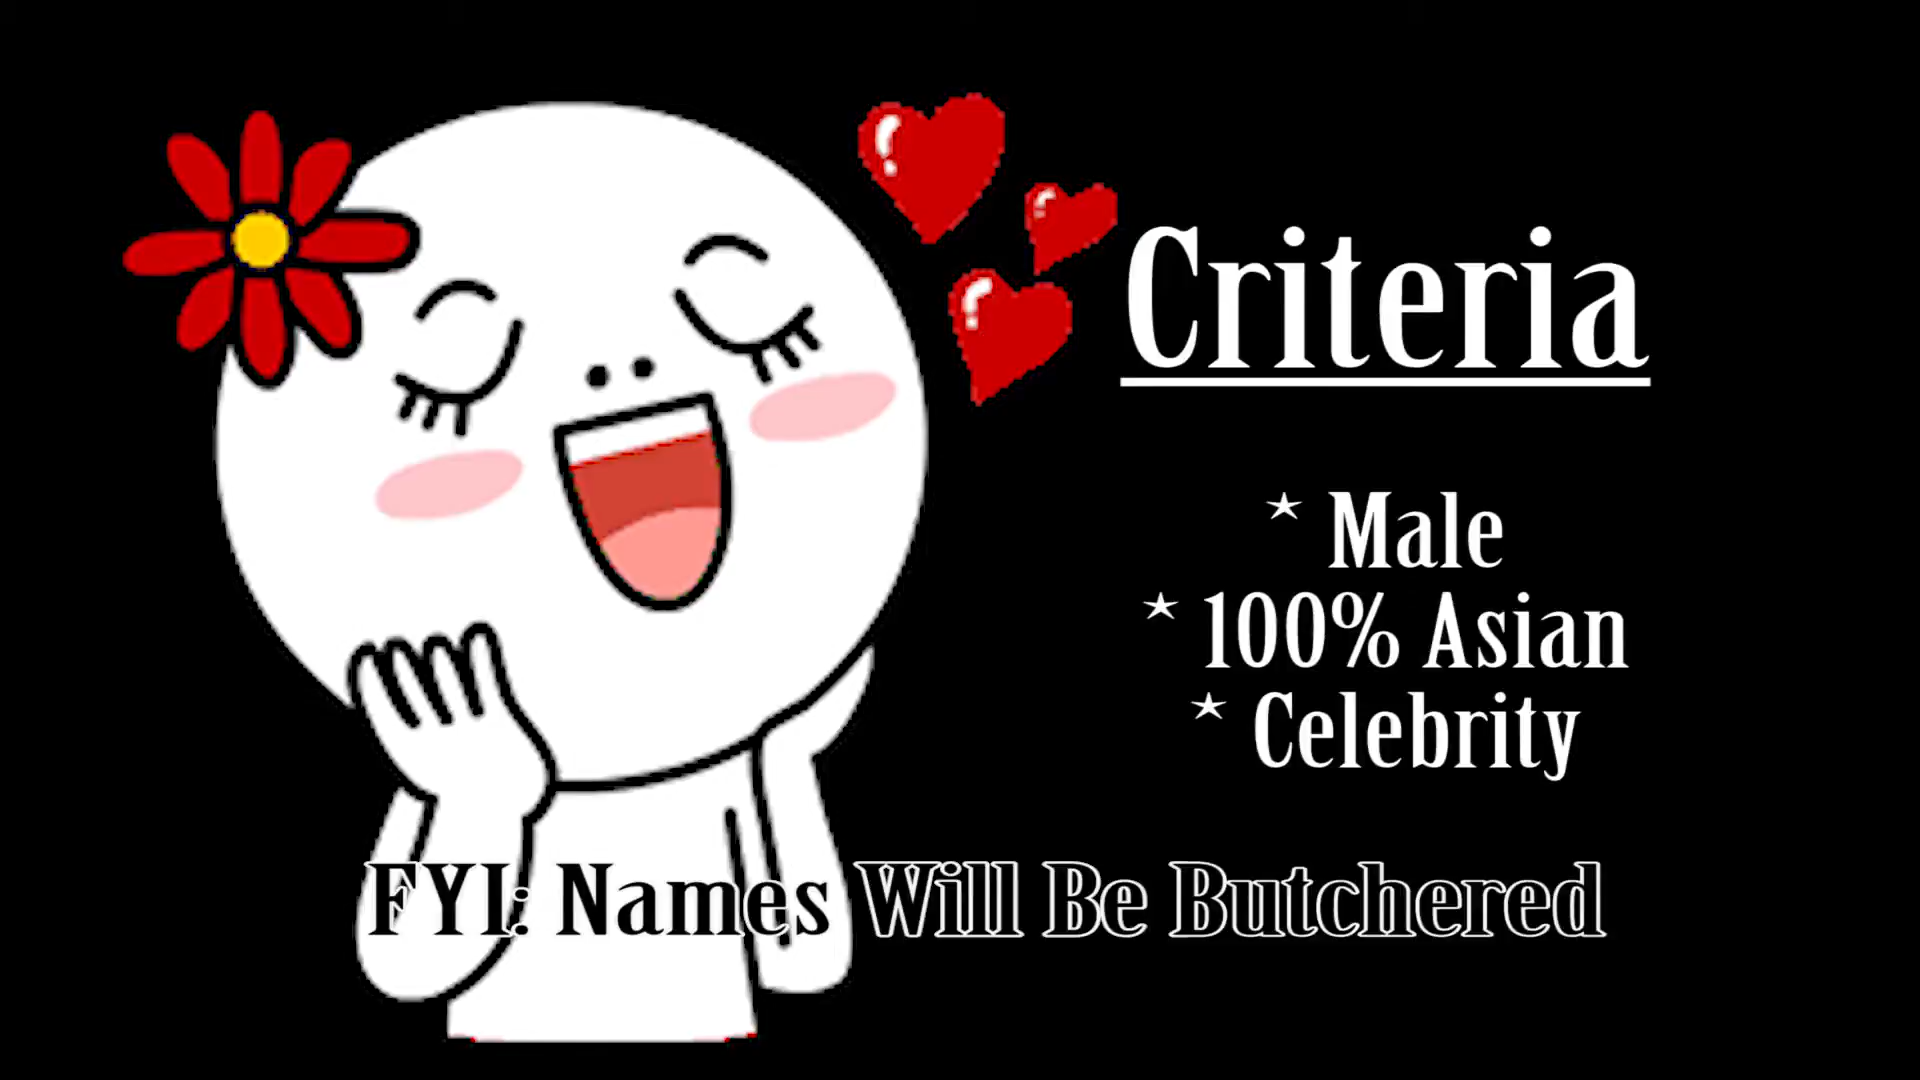 Criteria
* Male
* 100% Asian
* Celebrity
FYI: Names Will Be Butchered